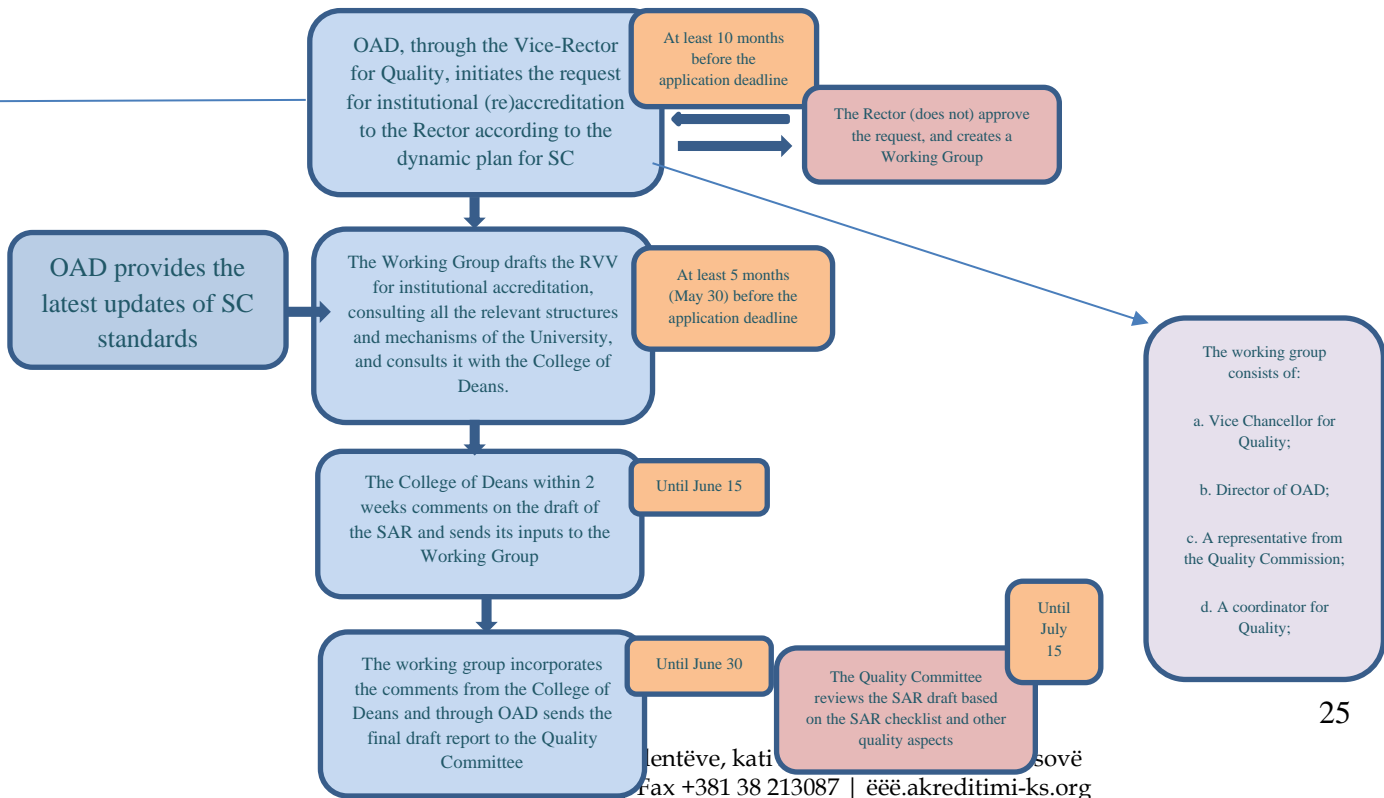 OAD, through the Vice-Rector
for Quality, initiates the request
for institutional (re)accreditation
to the Rector according to the
dynamic plan for SC
At least 10 months
before the
application deadline
The Rector (does not) approve
the request, and creates a
Working Group
OAD provides the
latest updates of SC
standards
The Working Group drafts the RVV
for institutional accreditation,
consulting all the relevant structures
and mechanisms of the University,
and consults it with the College of
Deans.
At least 5 months
(May 30) before the
application deadline
The working group
consists of:
a. Vice Chancellor for
Quality;
b. Director of OAD;
c. A representative from
the Quality Commission;
d. A coordinator for
Quality;
The College of Deans within 2
weeks comments on the draft of
the SAR and sends its inputs to the
Working Group
Until June 15
The working group incorporates
the comments from the College of
Deans and through OAD sends the
final draft report to the Quality
Committee
Until June 30
The Quality Committee
reviews the SAR draft based
on the SAR checklist and other
quality aspects
Until
July
15
25
lentëve, kati sovë
Fax +381 38 213087 | ëëë.akreditimi-ks.org